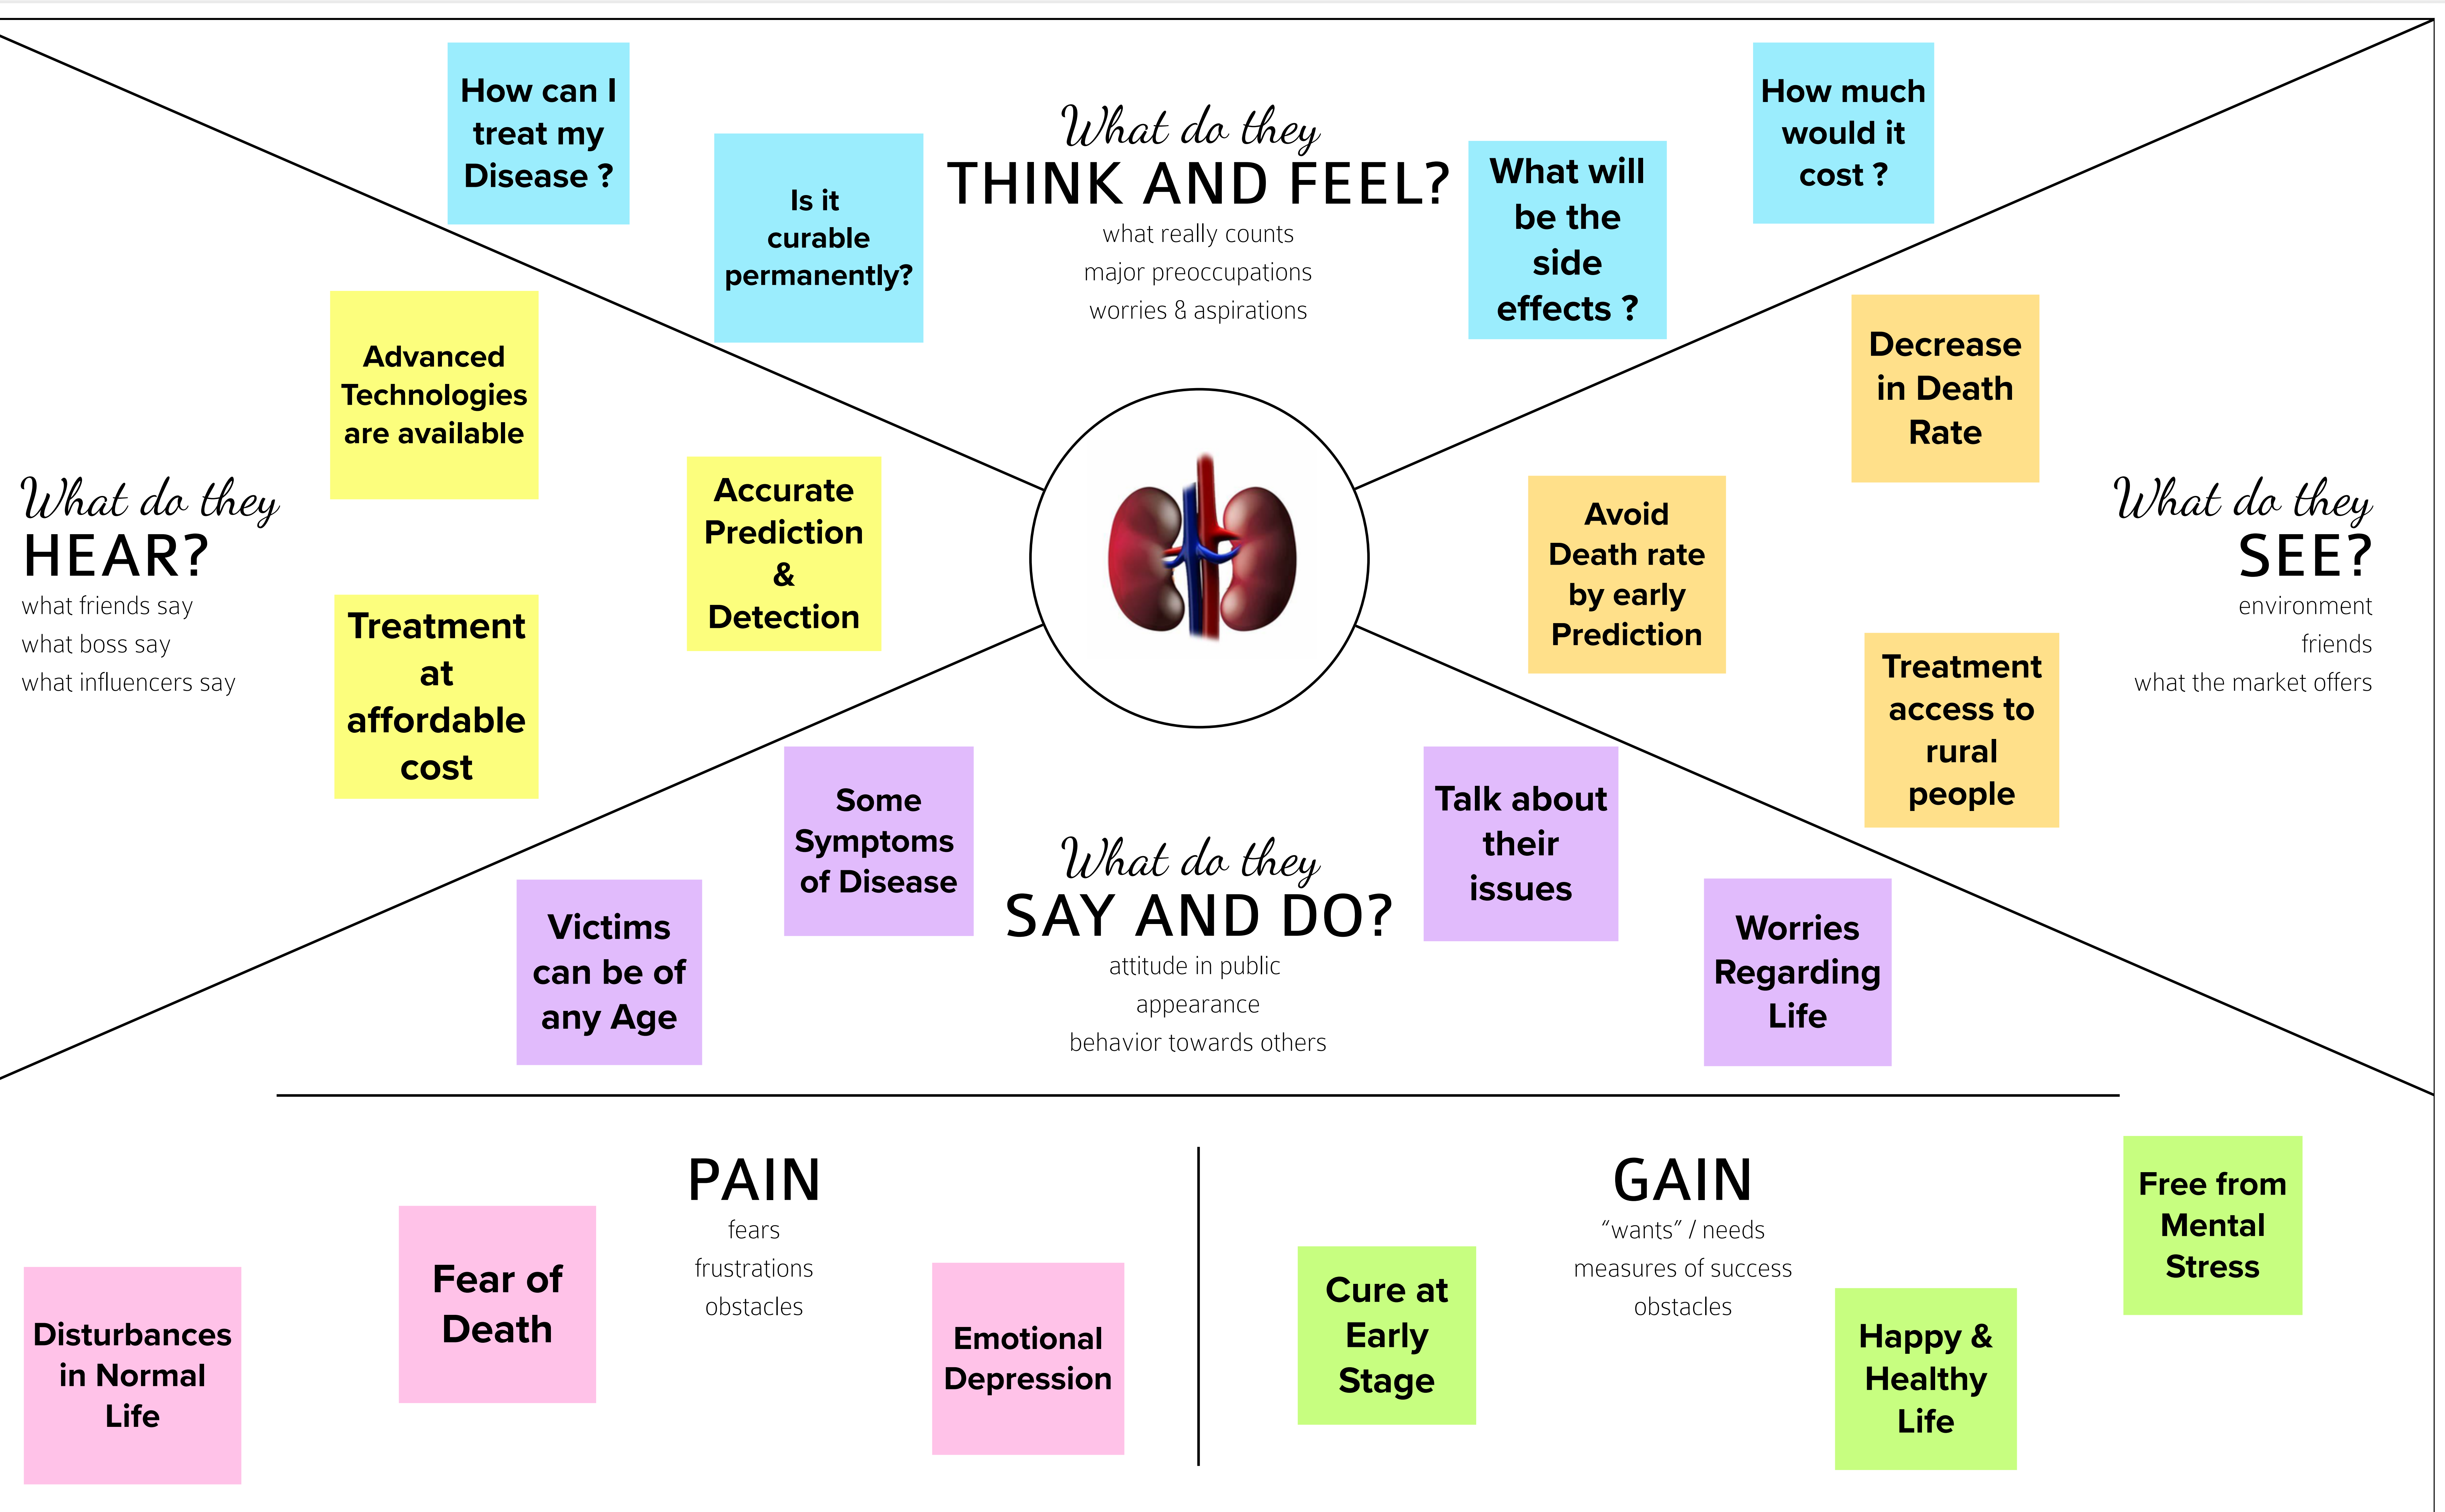 How can I
treat my
Disease ?
Is it
curable
permanently?
What do they
THINK AND FEEL?
what really counts
major preoccupations
worries & aspirations
What will
be the
side
effects ?
How much
would it
cost ?
What do they
HEAR?
what friends say
what boss say
what influencers say
Advanced
Technologies
are available
Accurate
Prediction
&
Detection
Treatment
at
affordable
cost
Decrease
in Death
Rate
Avoid
Death rate
by early
Prediction
Treatment
access to
rural
people
What do they
SEE?
environment
friends
what the market offers
Victims
can be of
any Age
Some
Symptoms
of Disease
What do they
SAY AND DO?
attitude in public
appearance
behavior towards others
Talk about
their
issues
Worries
Regarding
Life
Disturbances
in Normal
Life
Fear of
Death
PAIN
fears
frustrations
obstacles
Emotional
Depression
Cure at
Early
Stage
GAIN
“wants” / needs
measures of success
obstacles
Happy &
Healthy
Life
Free from
Mental
Stress